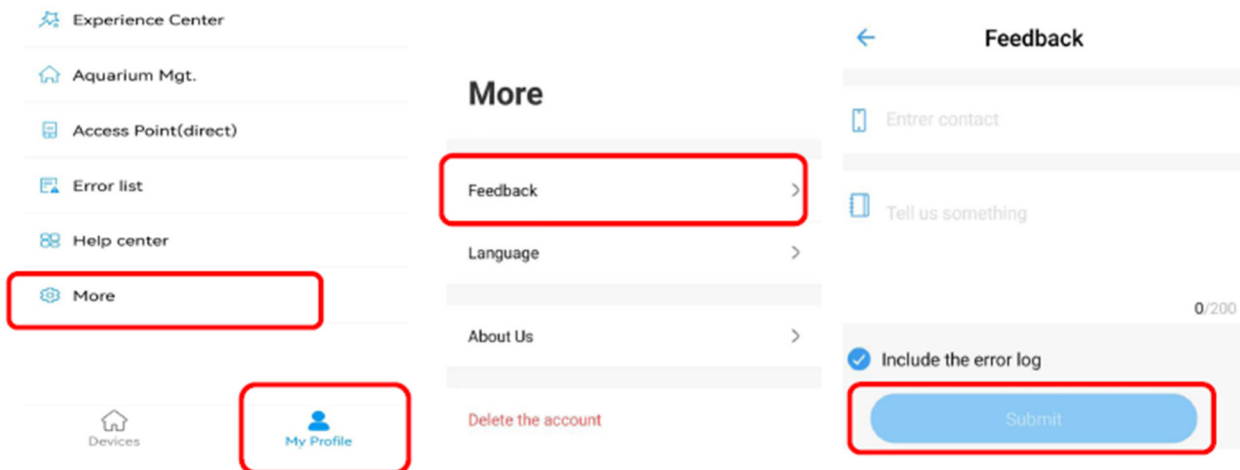 Experience Center
Aquarium Mgt.
Access Point(direct)
Error list
Help center
More
Devices
My Profile
More
Feedback
Language
About Us
Delete the account
Feedback
Entrer contact
Tell us something
0/200
Include the error log
Submit